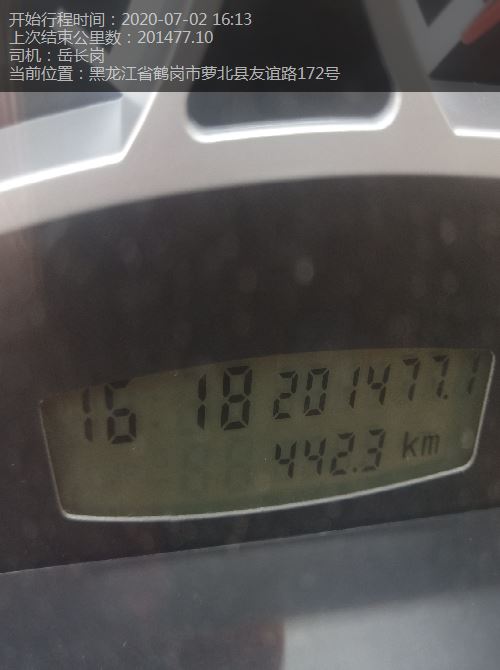 开始行程时间：2020-07-02 16:13
上次结束公里数：201477.10
司机：岳长岗
当前位置：黑龙江省鹤岗市萝北县友谊路172号
16 18 201477.1
442.3 km